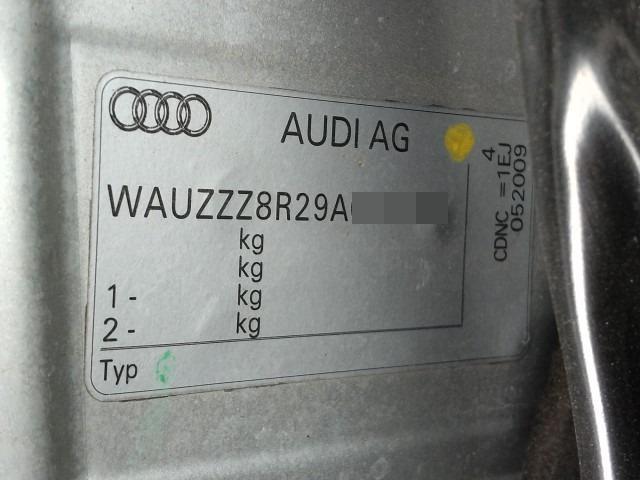 AUDI AG
WAUZZZ8R29A
kg
kg
1 - kg
2 - kg
Typ
4
CDNC =1EJ
052009